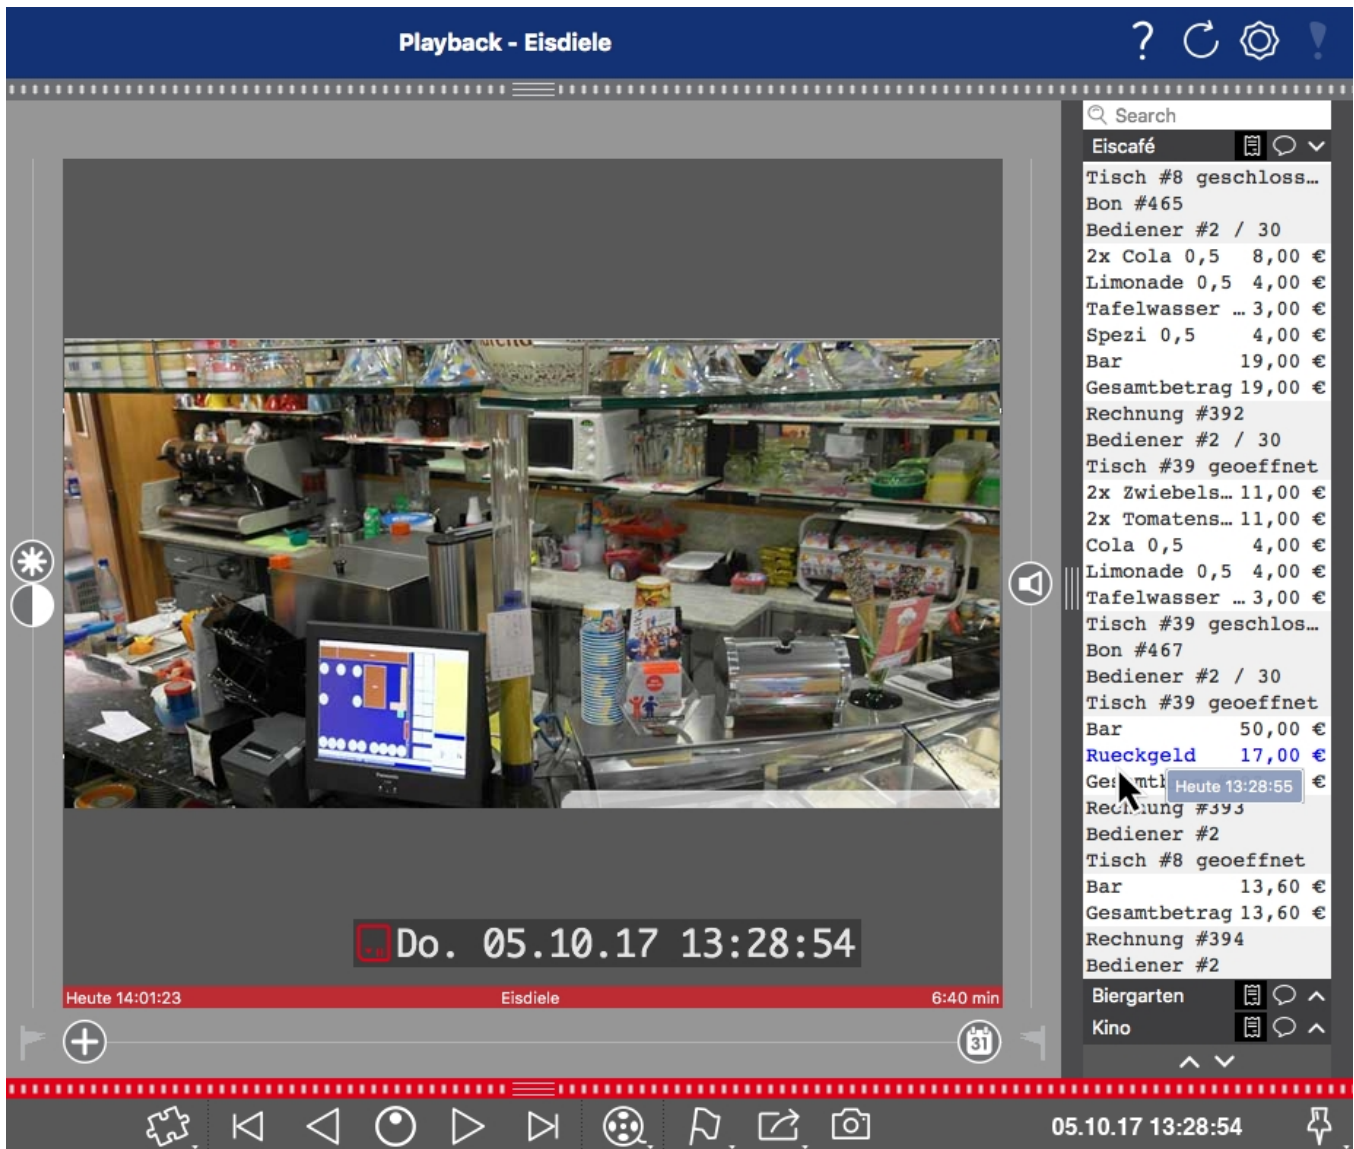 Playback - Eisdiele
Search
Eiscafé
Tisch #8 geschloss…
Bon #465
Bediener #2 / 30
2x Cola 0,5 8,00 €
Limonade 0,5 4,00 €
Tafelwasser … 3,00 €
Spezi 0,5 4,00 €
Bar 19,00 €
Gesamtbetrag 19,00 €
Rechnung #392
Bediener #2 / 30
Tisch #39 geoeffnet
2x Zwiebels… 11,00 €
2x Tomatens… 11,00 €
Cola 0,5 4,00 €
Limonade 0,5 4,00 €
Tafelwasser … 3,00 €
Tisch #39 geschlos…
Bon #467
Bediener #2 / 30
Tisch #39 geoeffnet
Bar 50,00 €
Rueckgeld 17,00 €
€
Heute 13:28:55
Rechnung #393
Bediener #2
Tisch #8 geoeffnet
Bar 13,60 €
Gesamtbetrag 13,60 €
Rechnung #394
Bediener #2
Biergarten
Kino
Do. 05.10.17 13:28:54
Heute 14:01:23 Eisdiele 6:40 min
31
05.10.17 13:28:54